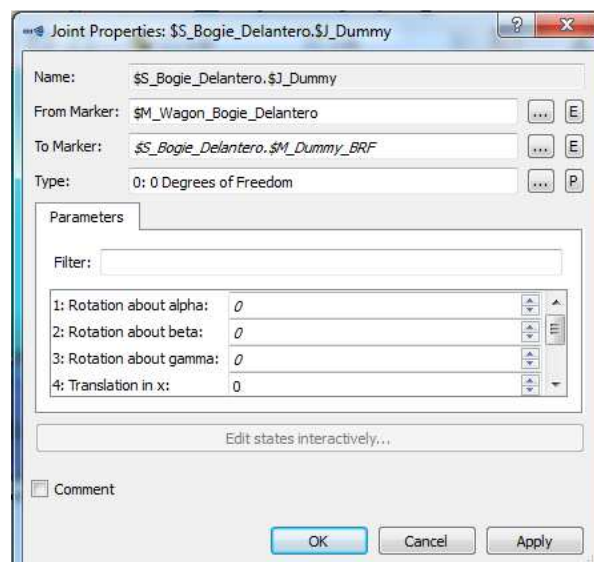 Joint Properties: $S_Bogie_Delantero.$J_Dummy
Name: $S_Bogie_Delantero.$J_Dummy
From Marker: $M_Wagon_Bogie_Delantero ... E
To Marker: $S_Bogie_Delantero.$M_Dummy_BRF ... E
Type: 0: 0 Degrees of Freedom ... P
Parameters
Filter:
1: Rotation about alpha: 0
2: Rotation about beta: 0
3: Rotation about gamma: 0
4: Translation in x: 0
Edit states interactively...
Comment
OK Cancel Apply